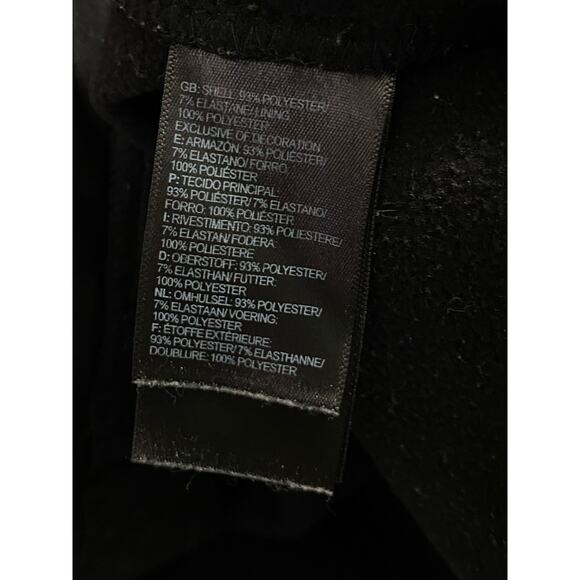 GB: SHELL: 93% POLYESTER/
7% ELASTANE/LINING
100% POLYESTER
EXCLUSIVE OF DECORATION
E: ARMAZON: 93% POLIÉSTER/
7% ELASTANO/FORRO:
100% POLIÉSTER
P: TECIDO PRINCIPAL:
93% POLIÉSTER/7% ELASTANO/
FORRO: 100% POLIÉSTER
I: RIVESTIMENTO: 93% POLIESTERE/
7% ELASTAN/FODERA:
100% POLIESTERE
D: OBERSTOFF: 93% POLYESTER/
7% ELASTHAN/FUTTER:
100% POLYESTER
NL: OMHULSEL: 93% POLYESTER/
7% ELASTAAN/VOERING:
100% POLYESTER
F: ÉTOFFE EXTÉRIEURE:
93% POLYESTER/7% ELASTHANNE/
DOUBLURE: 100% POLYESTER